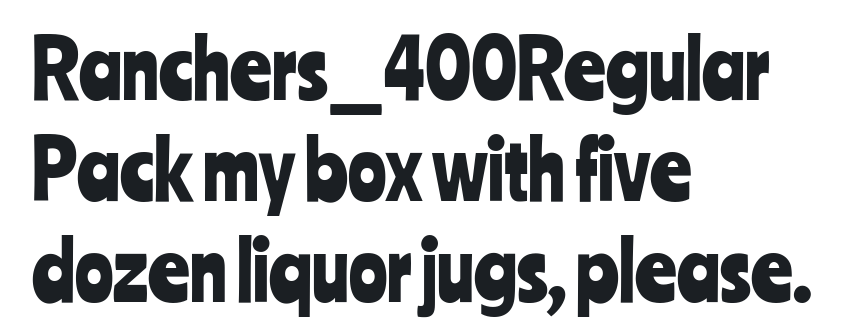 Ranchers_400Regular
Pack my box with five
dozen liquor jugs, please.